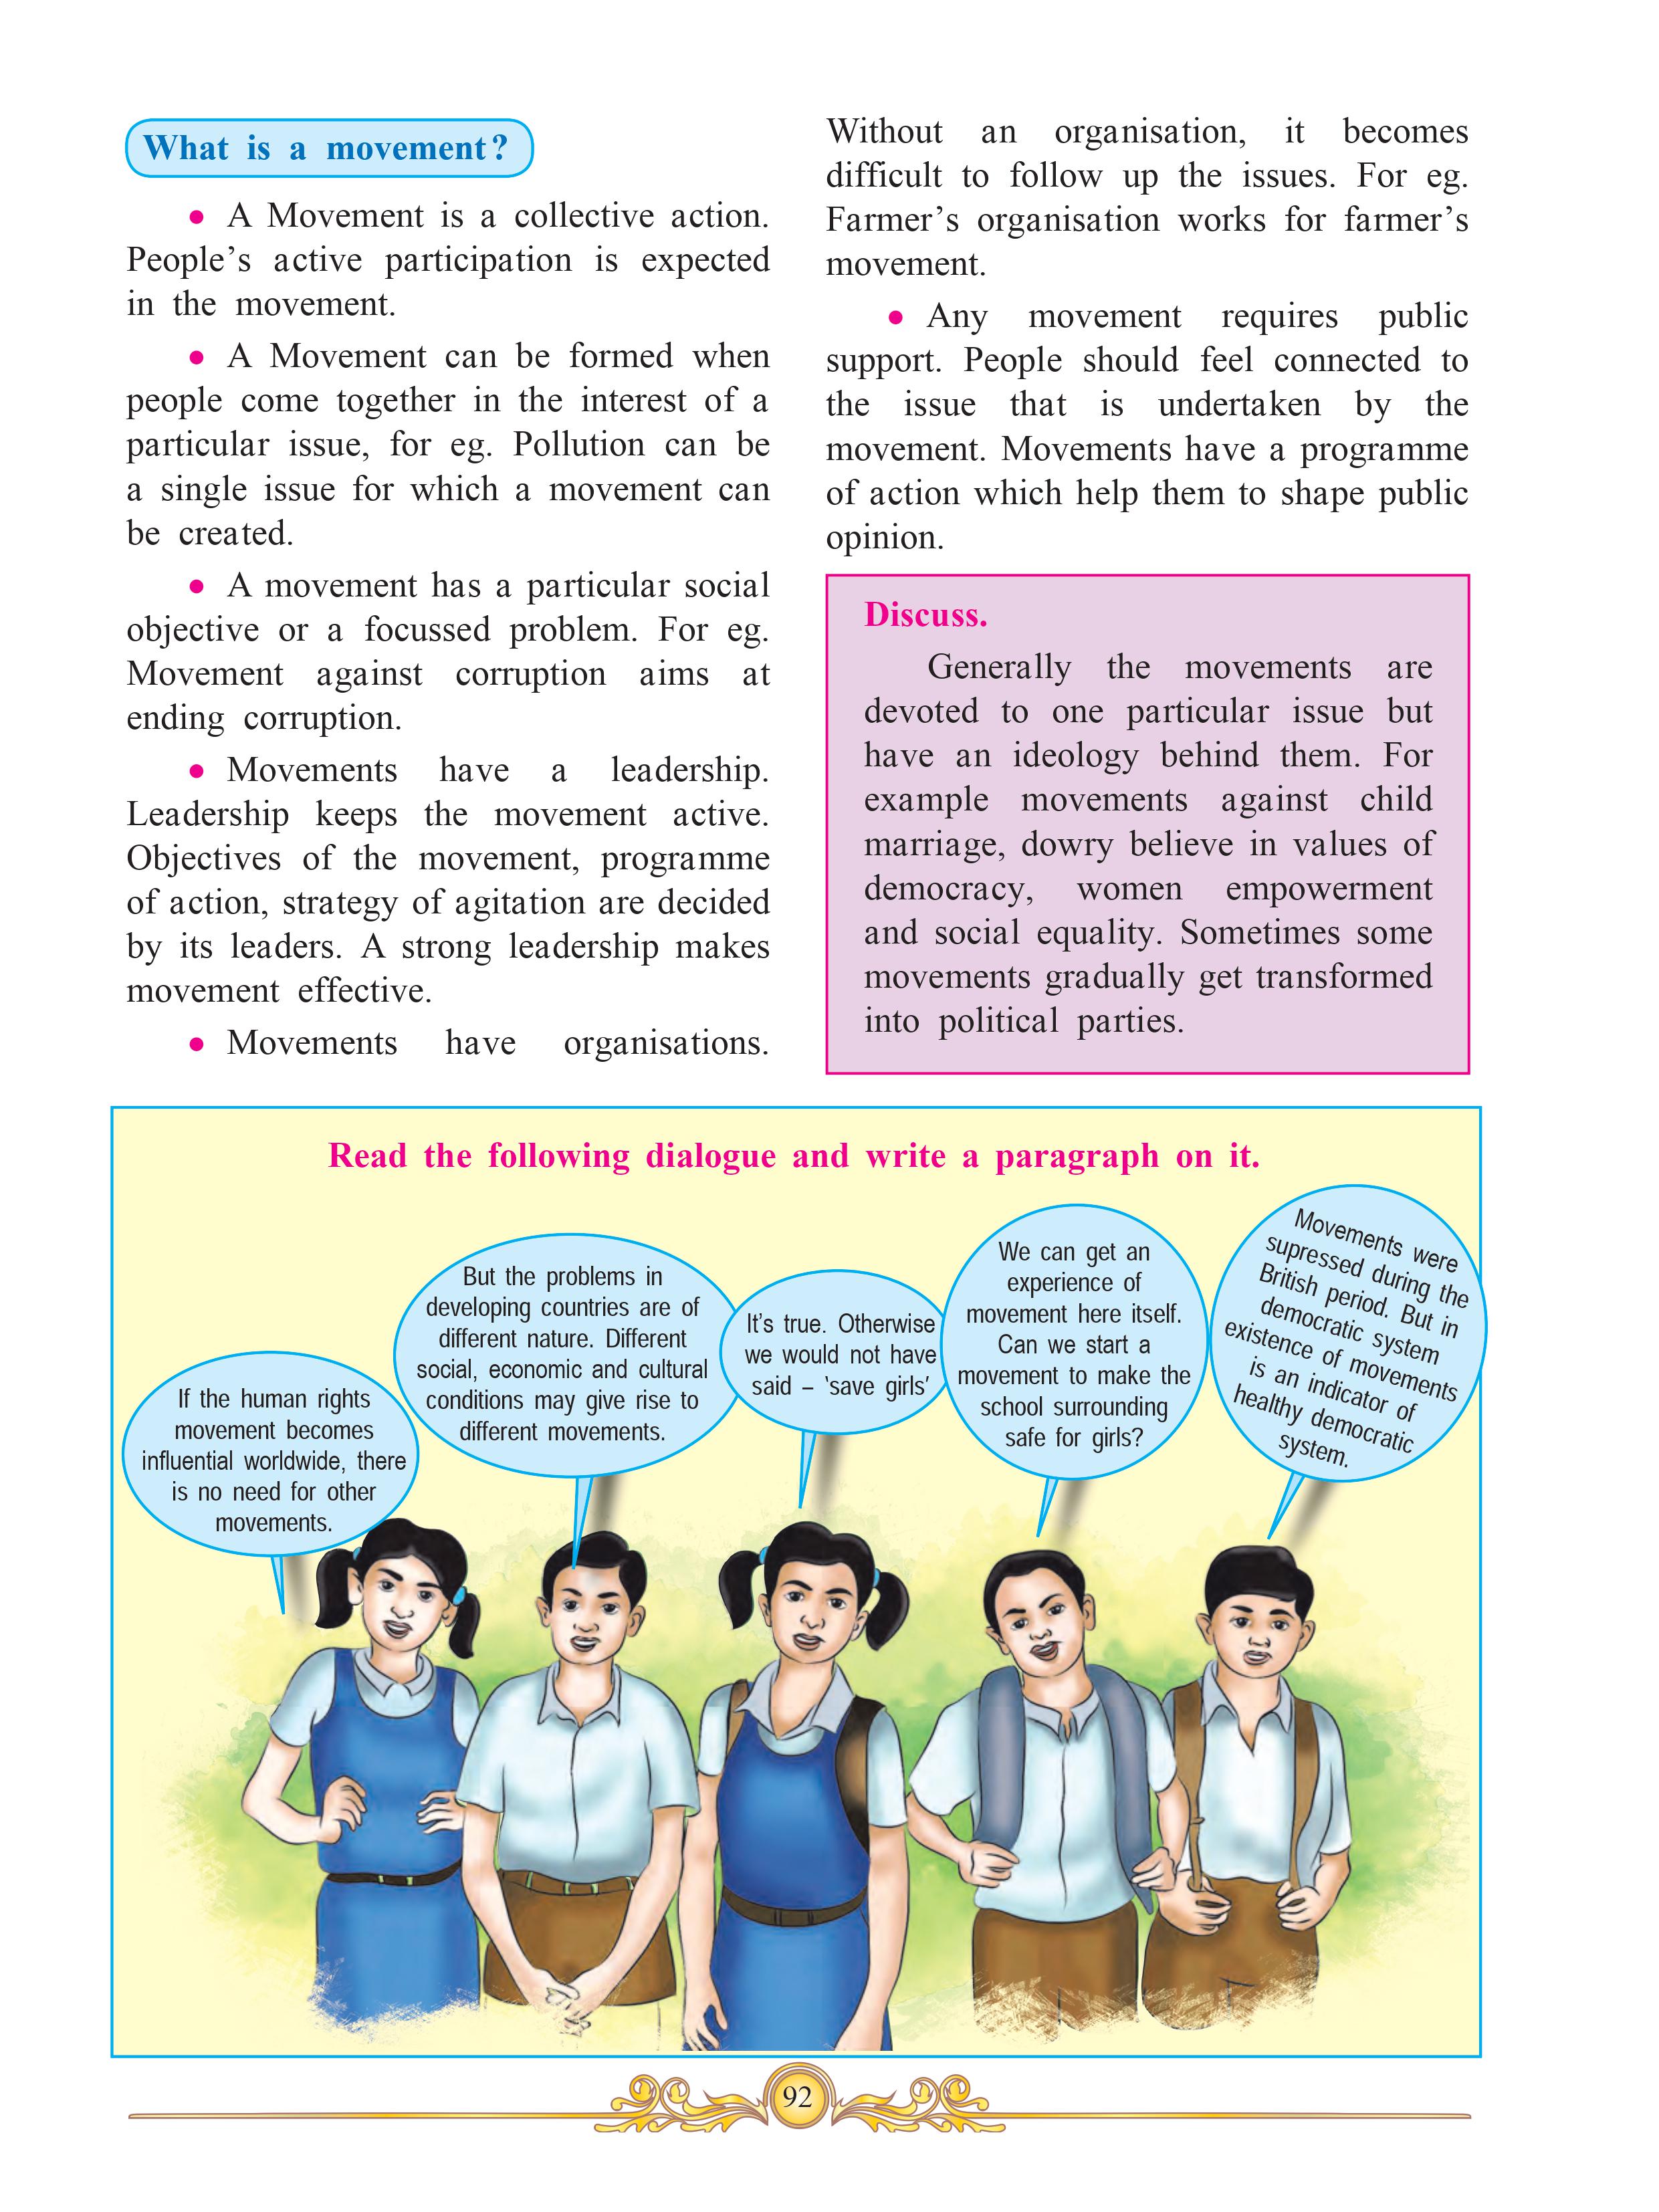 What is a movement?
• A Movement is a collective action.
People’s active participation is expected
in the movement.
• A Movement can be formed when
people come together in the interest of a
particular issue, for eg. Pollution can be
a single issue for which a movement can
be created.
• A movement has a particular social
objective or a focussed problem. For eg.
Movement against corruption aims at
ending corruption.
• Movements have a leadership.
Leadership keeps the movement active.
Objectives of the movement, programme
of action, strategy of agitation are decided
by its leaders. A strong leadership makes
movement effective.
• Movements have organisations.
Without an organisation, it becomes
difficult to follow up the issues. For eg.
Farmer’s organisation works for farmer’s
movement.
• Any movement requires public
support. People should feel connected to
the issue that is undertaken by the
movement. Movements have a programme
of action which help them to shape public
opinion.
Discuss.
Generally the movements are
devoted to one particular issue but
have an ideology behind them. For
example movements against child
marriage, dowry believe in values of
democracy, women empowerment
and social equality. Sometimes some
movements gradually get transformed
into political parties.
Read the following dialogue and write a paragraph on it.
If the human rights
movement becomes
influential worldwide, there
is no need for other
movements.
But the problems in
developing countries are of
different nature. Different
social, economic and cultural
conditions may give rise to
different movements.
It’s true. Otherwise
we would not have
said – ‘save girls’
We can get an
experience of
movement here itself.
Can we start a
movement to make the
school surrounding
safe for girls?
Movements were
supressed during the
British period. But in
democratic system
existence of movements
is an indicator of
healthy democratic
system.
92